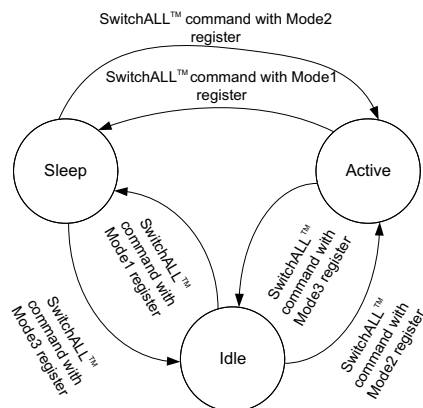 SwitchALL™ command with Mode2
register
SwitchALL™ command with Mode1
register
Sleep
Active
SwitchALL™
command with
Mode1 register
SwitchALL™
command with
Mode3 register
SwitchALL™
command with
Mode3 register
Idle
SwitchALL™
command with
Mode2 register